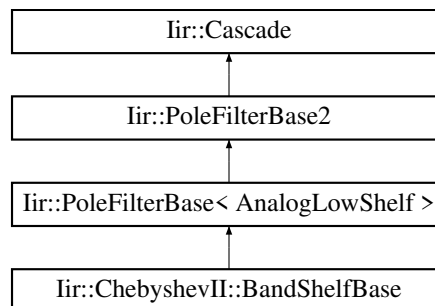 Iir::Cascade
Iir::PoleFilterBase2
Iir::PoleFilterBase< AnalogLowShelf >
Iir::ChebyshevII::BandShelfBase